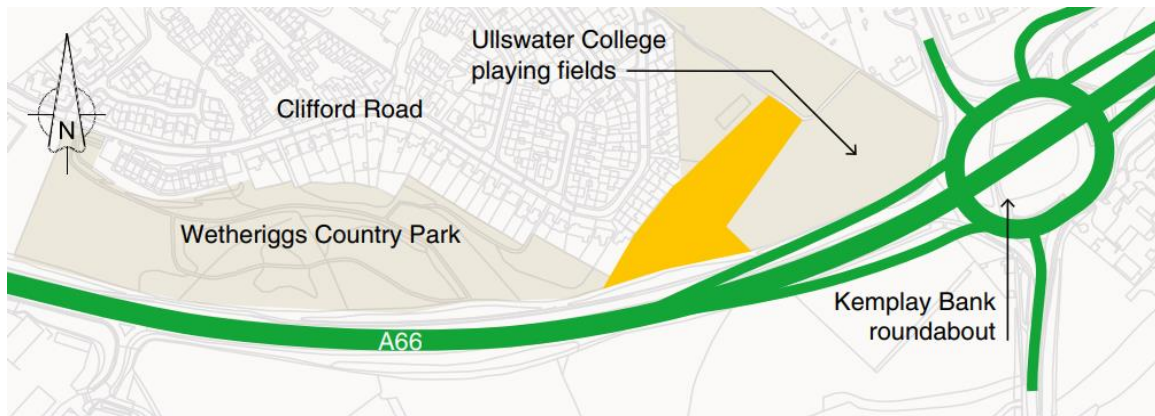 Ullswater College
playing fields
Clifford Road
N
Wetheriggs Country Park
Kemplay Bank
roundabout
A66